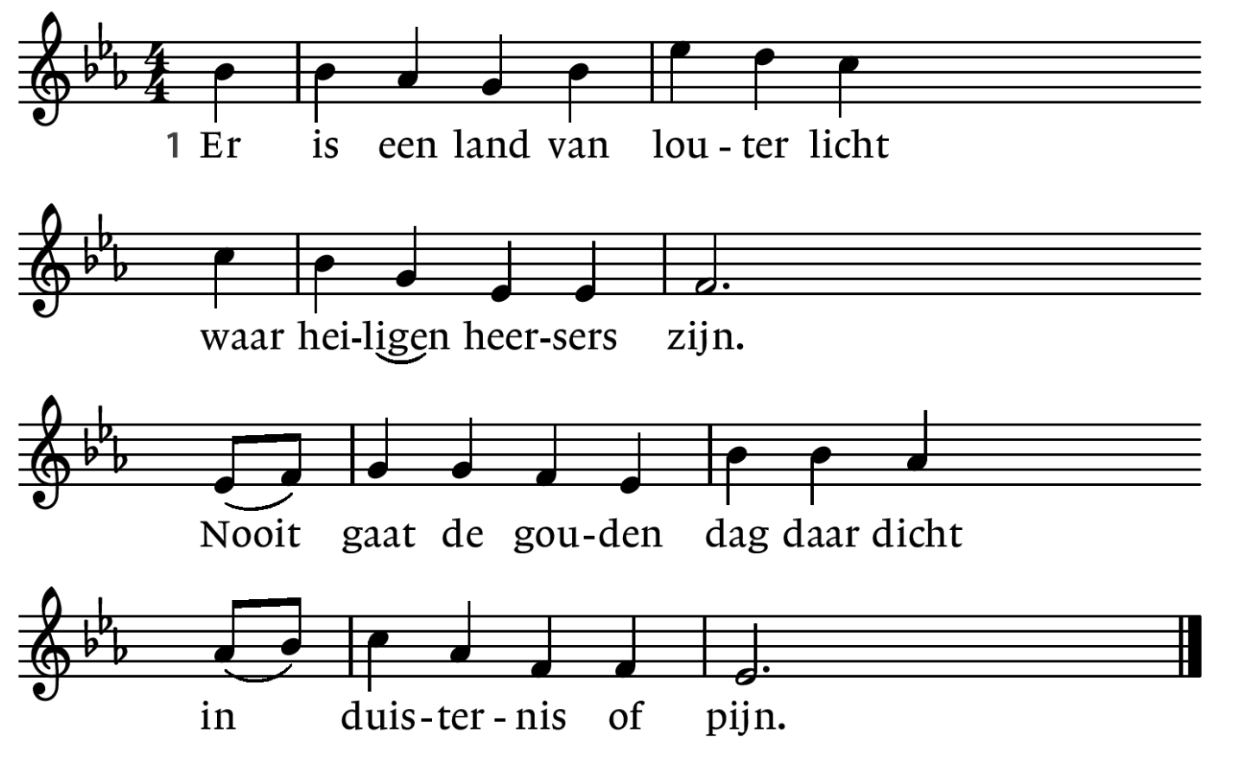 1 Er is een land van lou - ter licht
waar hei-ligen heer-sers zijn.
Nooit gaat de gou-den dag daar dicht
in duis-ter - nis of pijn.